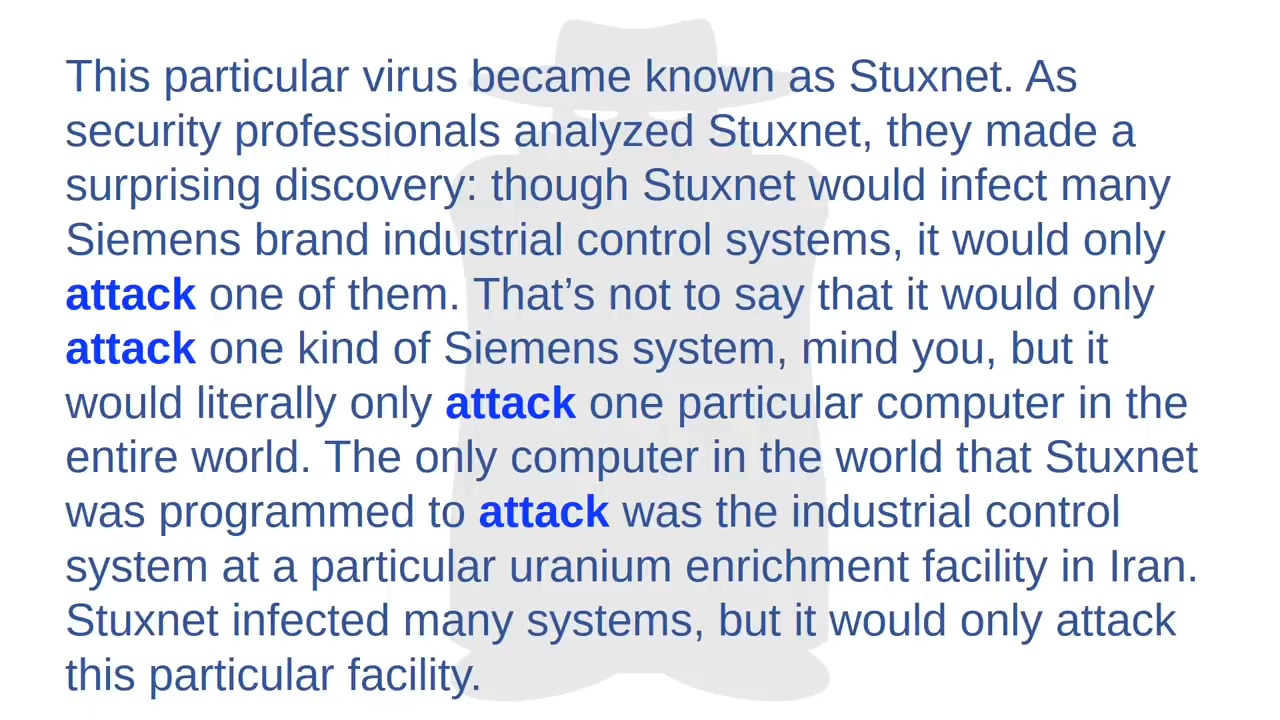 This particular virus became known as Stuxnet. As
security professionals analyzed Stuxnet, they made a
surprising discovery: though Stuxnet would infect many
Siemens brand industrial control systems, it would only
attack one of them. That’s not to say that it would only
attack one kind of Siemens system, mind you, but it
would literally only attack one particular computer in the
entire world. The only computer in the world that Stuxnet
was programmed to attack was the industrial control
system at a particular uranium enrichment facility in Iran.
Stuxnet infected many systems, but it would only attack
this particular facility.